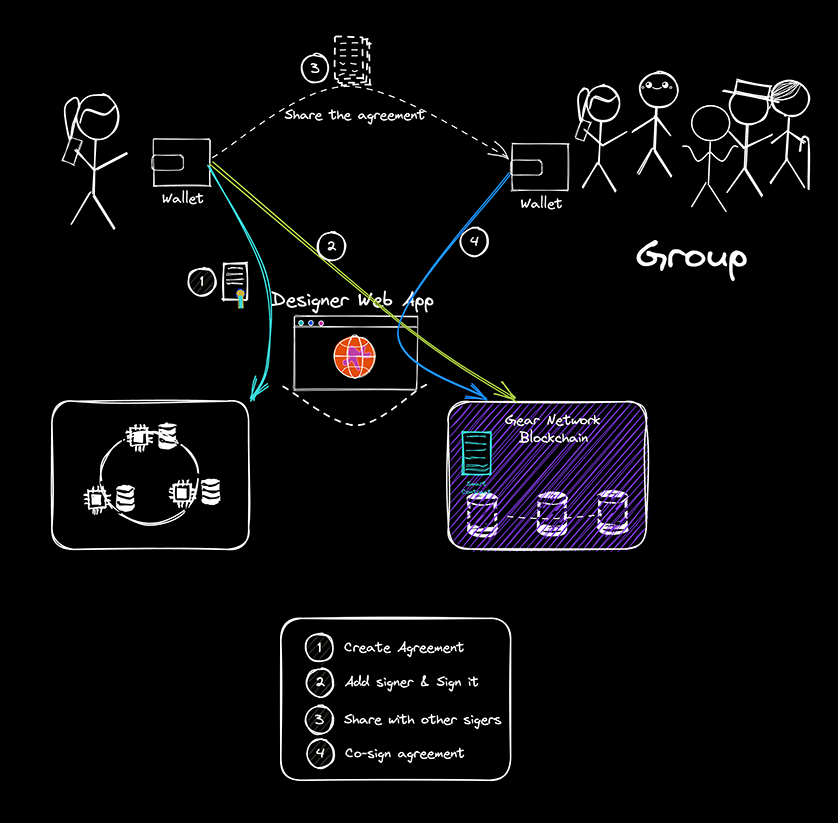 3
Share the agreement
Wallet
Wallet
Group
2
4
1
Designer Web App
Gear Network
Blockchain
Smart
1 Create Agreement
2 Add signer & Sign it
3 Share with other sigers
4 Co-sign agreement